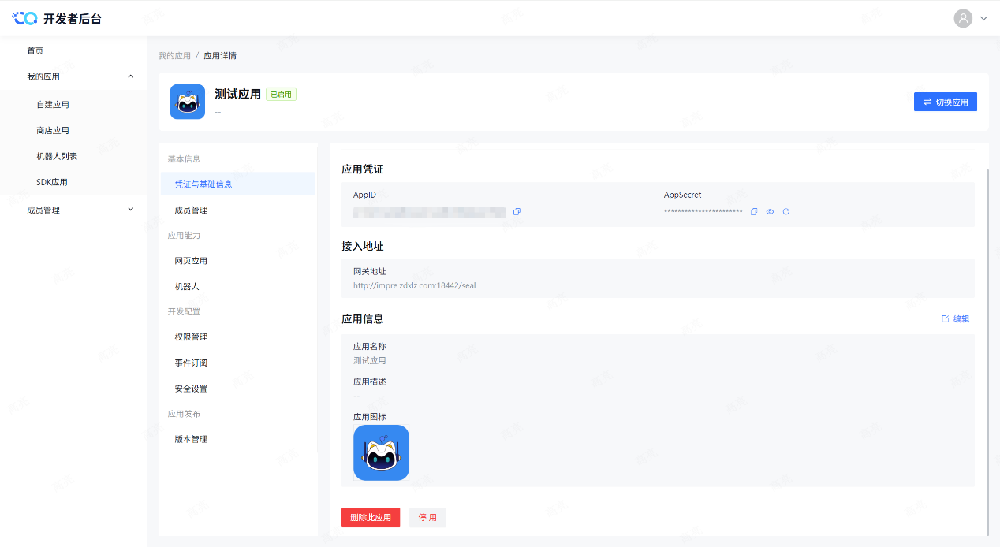 开发者后台
首页
我的应用
自建应用
商店应用
机器人列表
SDK应用
成员管理
我的应用 / 应用详情
测试应用 已启用
--
切换应用
基本信息
凭证与基础信息
成员管理
应用能力
网页应用
机器人
开发配置
权限管理
事件订阅
安全设置
应用发布
版本管理
应用凭证
AppID
AppSecret
***********************
接入地址
网关地址
http://impre.zdxlz.com:18442/seal
应用信息
编辑
应用名称
测试应用
应用描述
--
应用图标
删除此应用
停 用
高亮